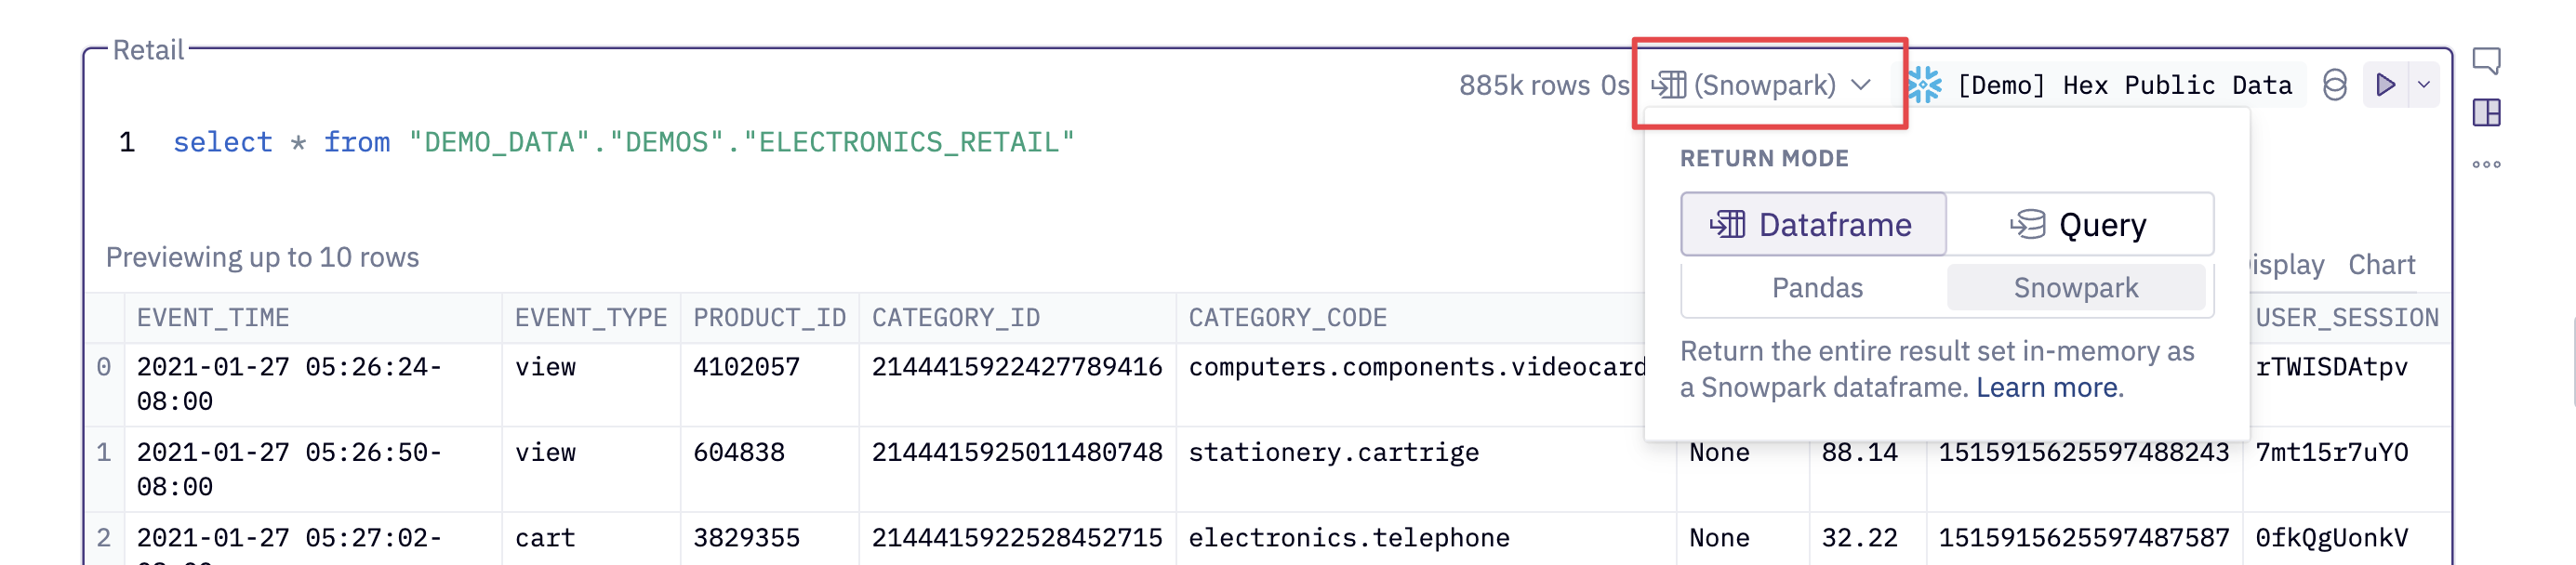 Retail
885k rows 0s (Snowpark) [Demo] Hex Public Data
1 select * from "DEMO_DATA"."DEMOS"."ELECTRONICS_RETAIL"
RETURN MODE
Dataframe Query
Pandas Snowpark
Return the entire result set in-memory as
a Snowpark dataframe. Learn more.
Previewing up to 10 rows
isplay Chart
EVENT_TIME EVENT_TYPE PRODUCT_ID CATEGORY_ID CATEGORY_CODE USER_SESSION
0 2021-01-27 05:26:24- view 4102057 2144415922427789416 computers.components.videocard rTWISDAtpv
08:00
1 2021-01-27 05:26:50- view 604838 2144415925011480748 stationery.cartrige None 88.14 1515915625597488243 7mt15r7uYO
08:00
2 2021-01-27 05:27:02- cart 3829355 2144415922528452715 electronics.telephone None 32.22 1515915625597487587 0fkQgUonkV